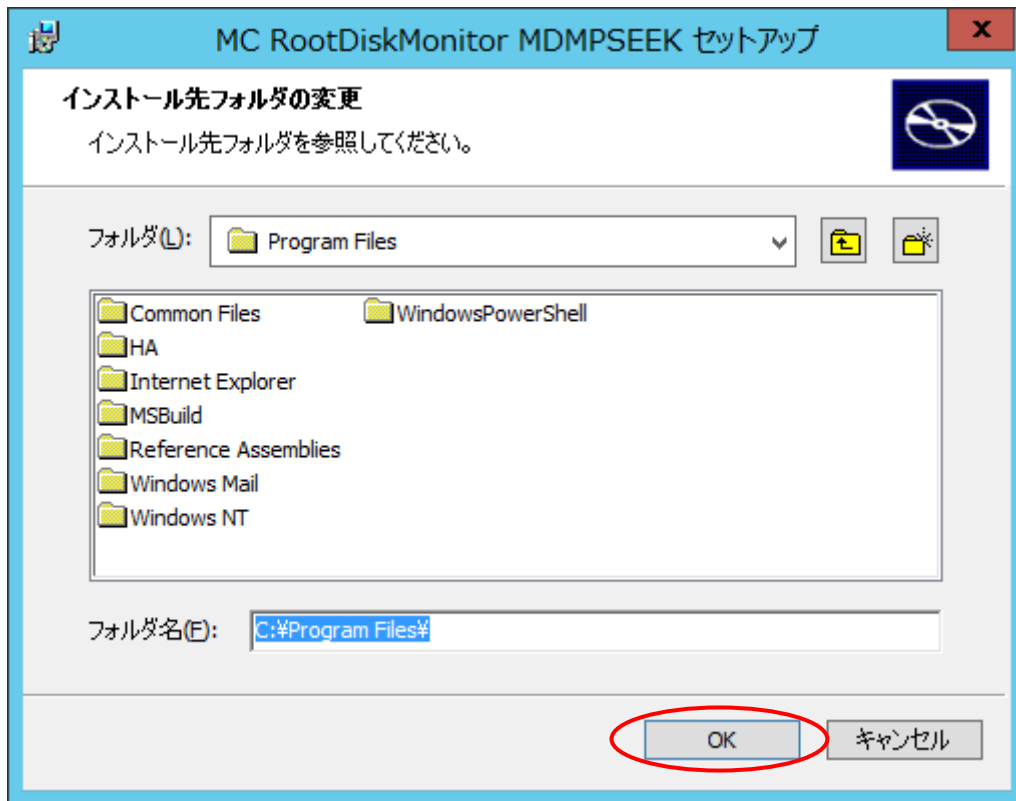 MC RootDiskMonitor MDMPSEEK セットアップ
x
インストール先フォルダの変更
インストール先フォルダを参照してください。
フォルダ(L):
Program Files
Common Files
WindowsPowerShell
HA
Internet Explorer
MSBuild
Reference Assemblies
Windows Mail
Windows NT
フォルダ名(F):
C:¥Program Files¥
OK
キャンセル